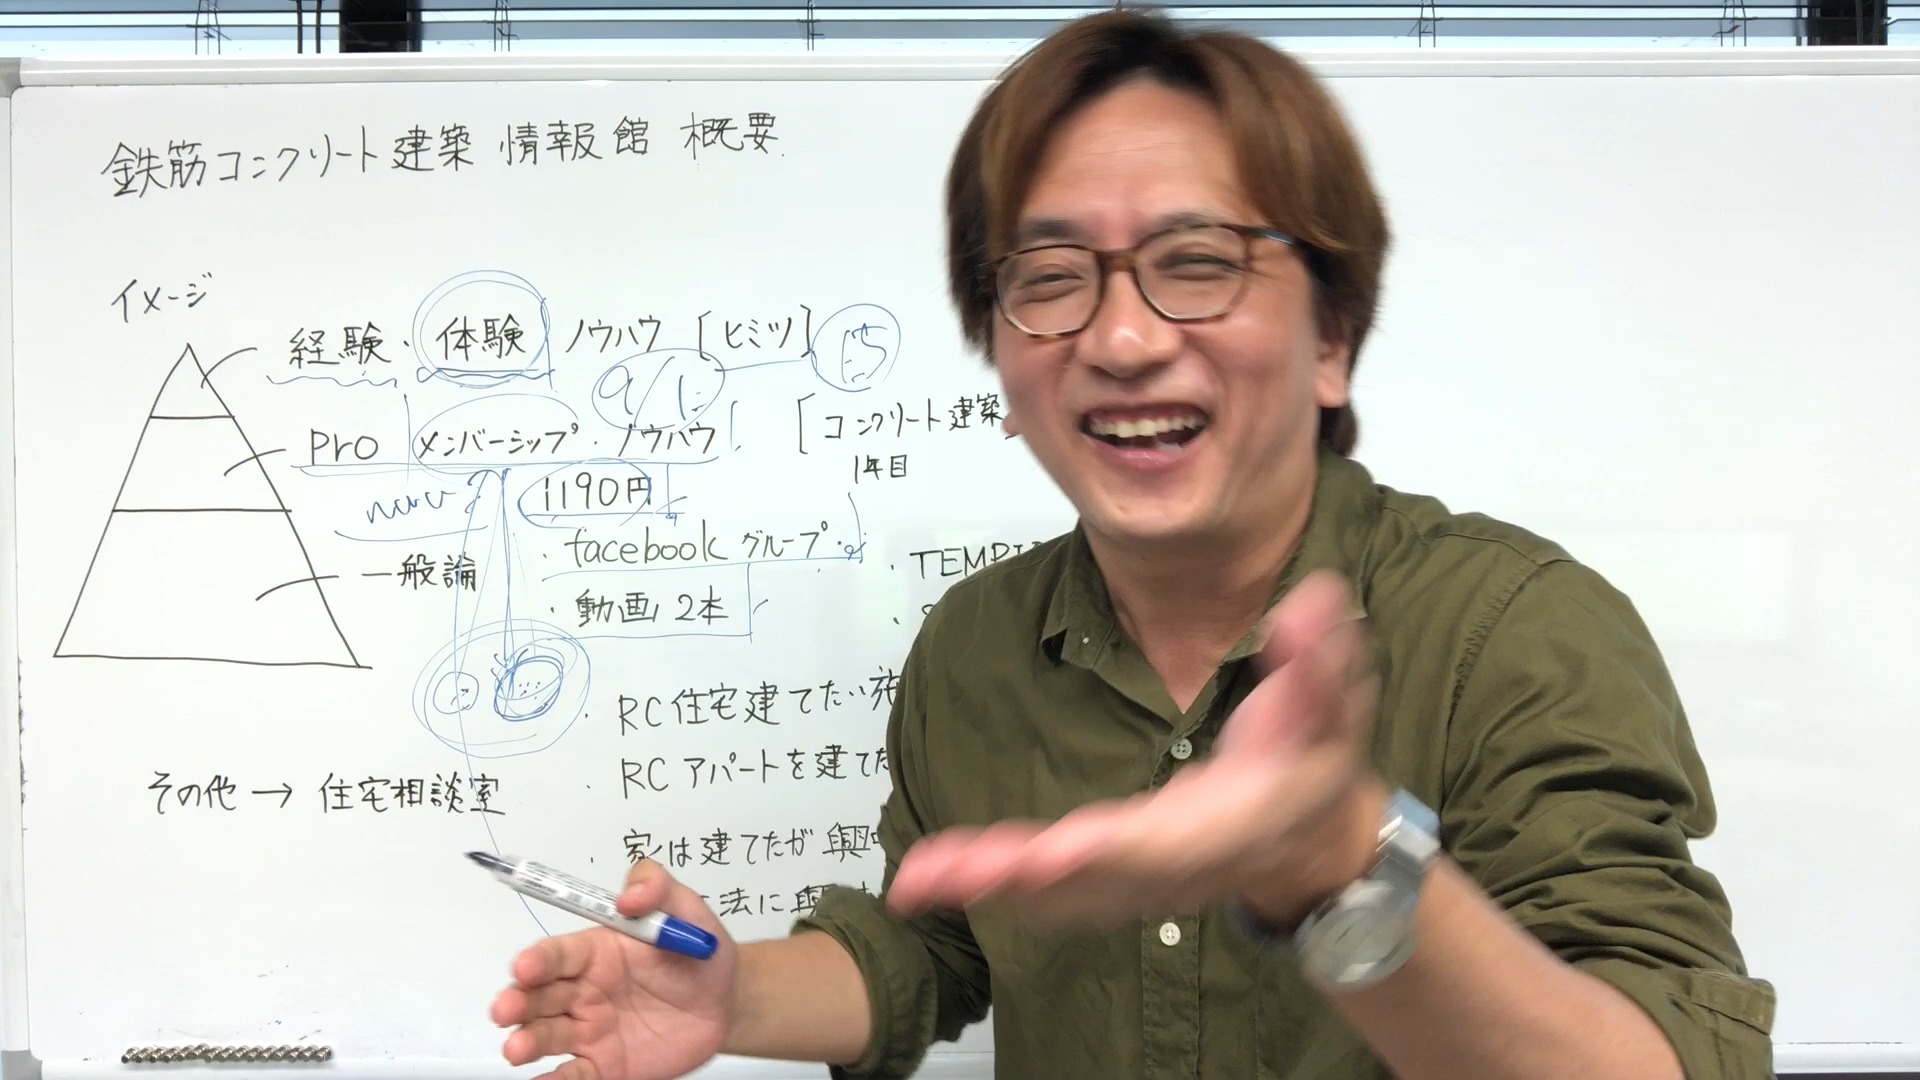 鉄筋コンクリート建築 情報館 概要
イメージ
経験・体験 ノウハウ [ヒミツ] 15
9/1
pro メンバーシップ・ノウハウ [コンクリート建築
1年目
1190円
・facebook グループ・
一般論
・動画 2本
・TEMP
・RC住宅建てたい
・RCアパートを建て
その他 → 住宅相談室
・家は建てたが
法に